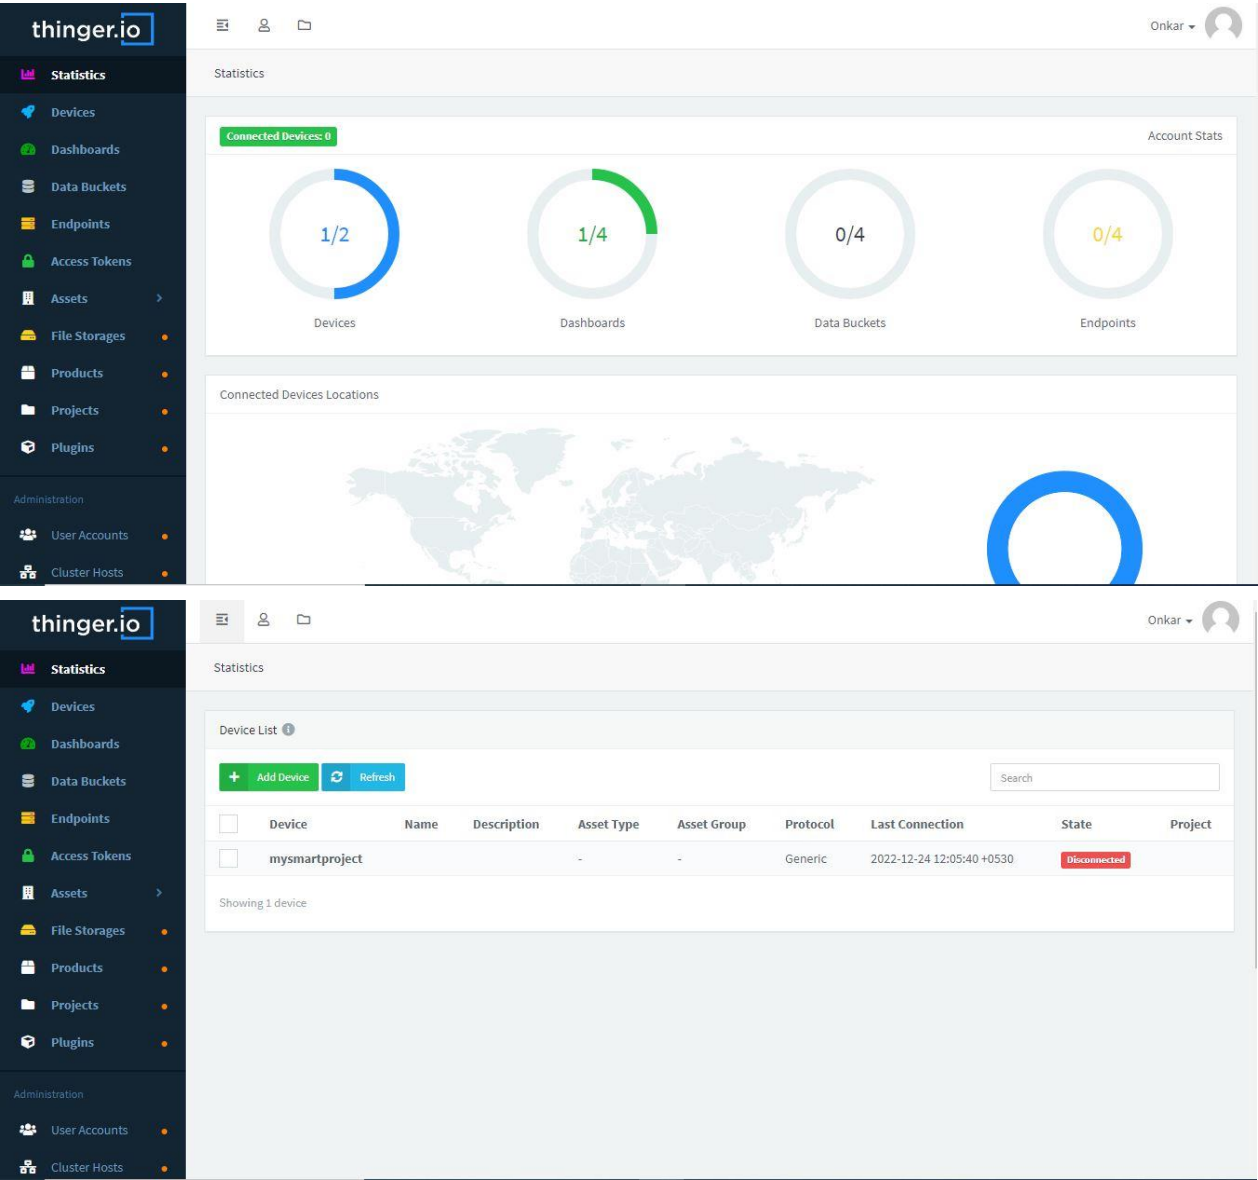 thinger.io
Onkar
Statistics
Statistics
Devices
Dashboards
Data Buckets
Endpoints
Access Tokens
Assets
File Storages
Products
Projects
Plugins
Administration
User Accounts
Cluster Hosts
Connected Devices: 0
Account Stats
1/2
1/4
0/4
0/4
Devices
Dashboards
Data Buckets
Endpoints
Connected Devices Locations
thinger.io
Onkar
Statistics
Statistics
Devices
Dashboards
Data Buckets
Endpoints
Access Tokens
Assets
File Storages
Products
Projects
Plugins
Administration
User Accounts
Cluster Hosts
Device List
+ Add Device
Refresh
Search
Device Name Description Asset Type Asset Group Protocol Last Connection State Project
mysmartproject - - Generic 2022-12-24 12:05:40 +0530 Disconnected
Showing 1 device